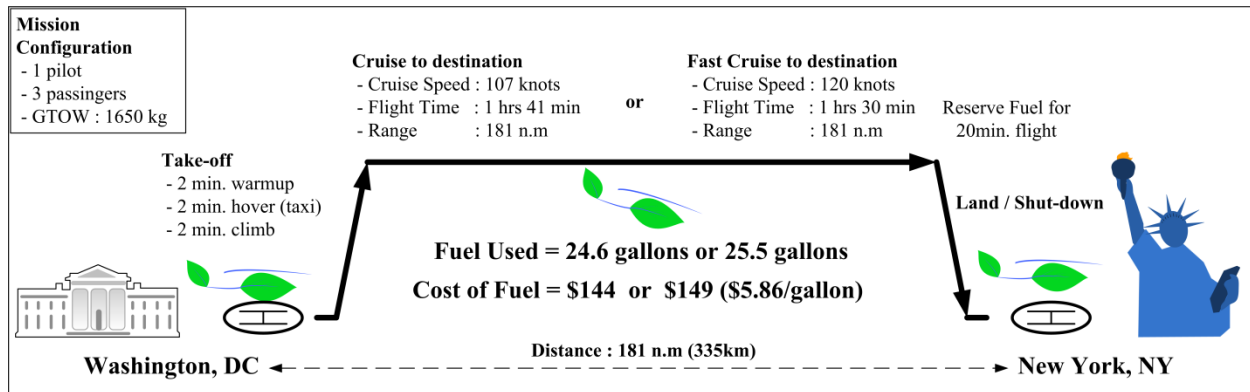 Mission
Configuration
- 1 pilot
- 3 passingers
- GTOW : 1650 kg
Cruise to destination
- Cruise Speed : 107 knots
- Flight Time : 1 hrs 41 min
- Range : 181 n.m
or
Fast Cruise to destination
- Cruise Speed : 120 knots
- Flight Time : 1 hrs 30 min
- Range : 181 n.m
Reserve Fuel for
20min. flight
Take-off
- 2 min. warmup
- 2 min. hover (taxi)
- 2 min. climb
Land / Shut-down
Fuel Used = 24.6 gallons or 25.5 gallons
Cost of Fuel = $144 or $149 ($5.86/gallon)
Washington, DC
Distance : 181 n.m (335km)
New York, NY